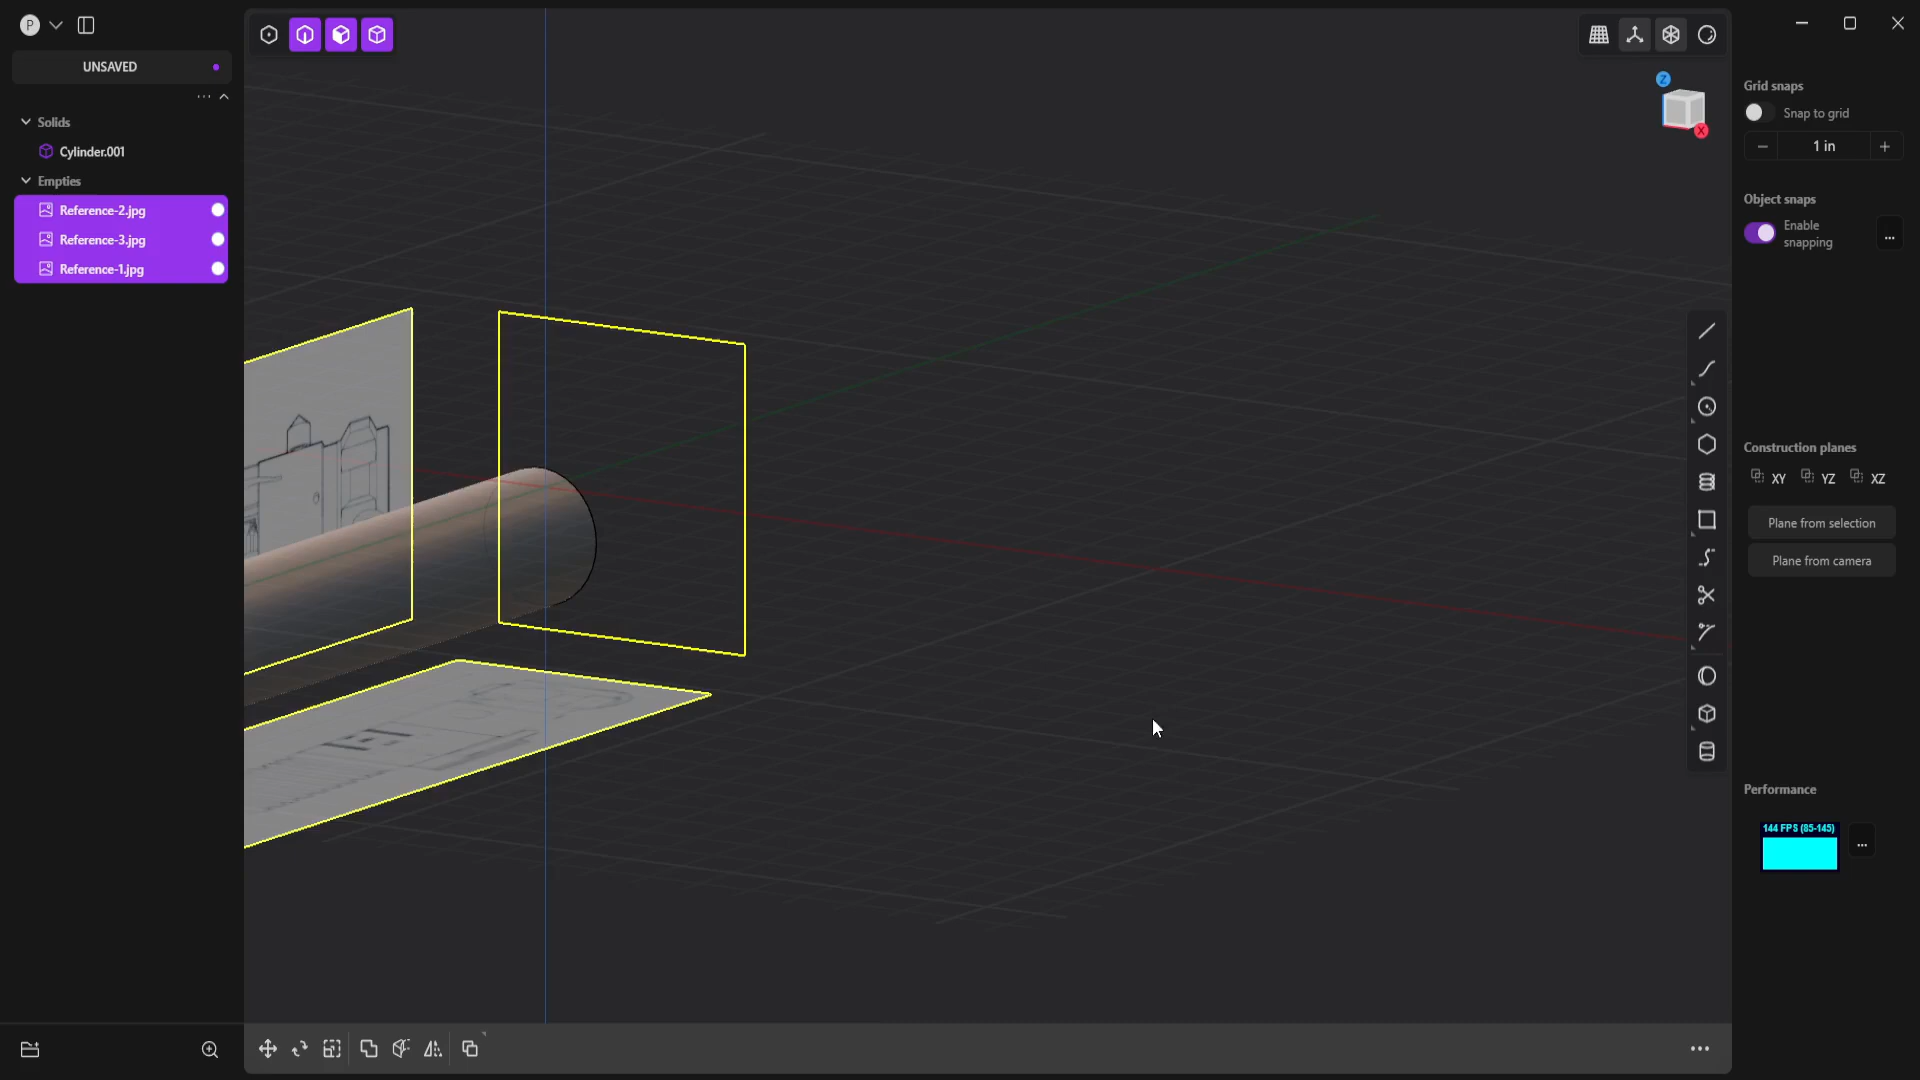 P
UNSAVED
Solids
Cylinder.001
Empties
Reference-2.jpg
Reference-3.jpg
Reference-1.jpg
Z
X
Grid snaps
Snap to grid
1 in
Object snaps
Enable
snapping
Construction planes
XY YZ XZ
Plane from selection
Plane from camera
Performance
144 FPS (85-145)